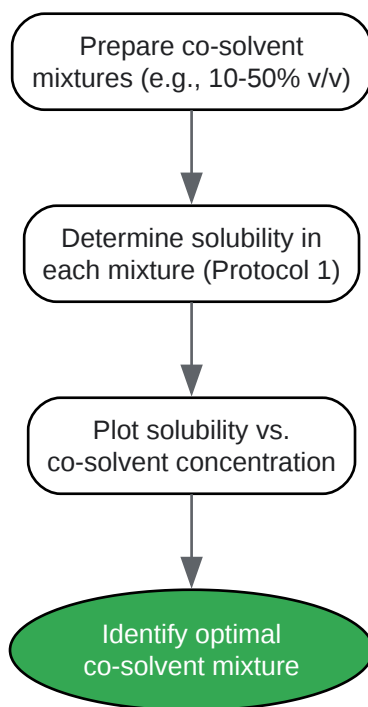 Prepare co-solvent
mixtures (e.g., 10-50% v/v)
Determine solubility in
each mixture (Protocol 1)
Plot solubility vs.
co-solvent concentration
Identify optimal
co-solvent mixture